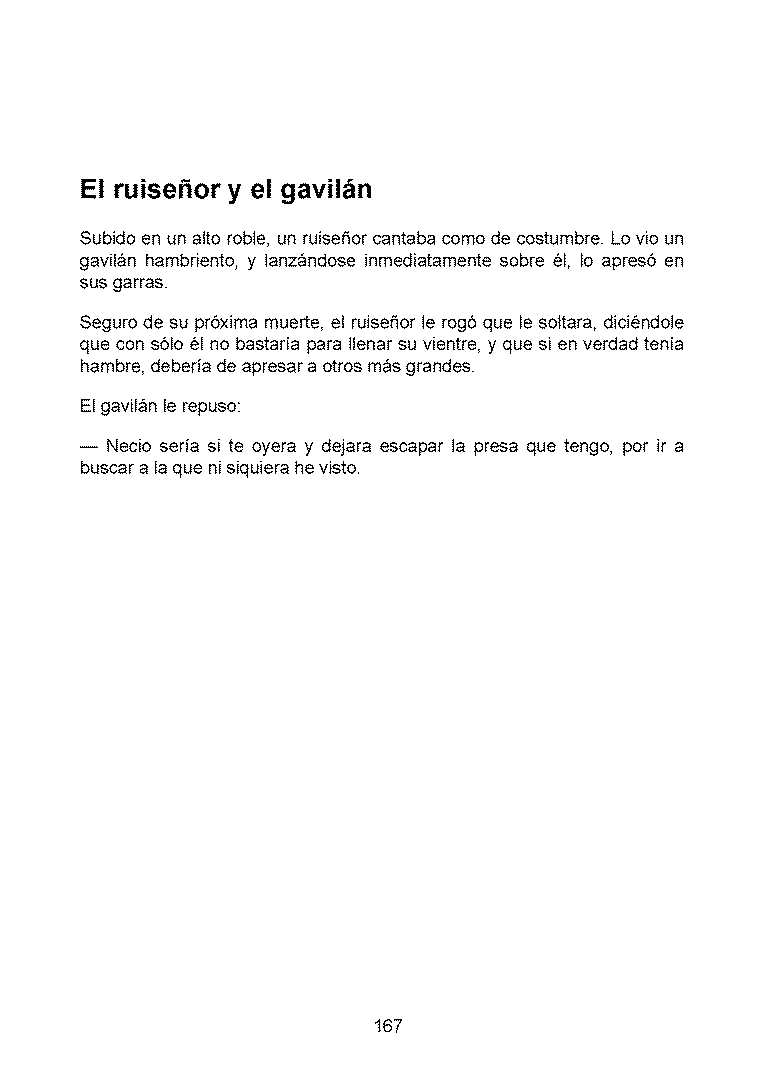 El ruiseñor y el gavilán
Subido en un alto roble, un ruiseñor cantaba como de costumbre. Lo vio un
gavilán hambriento, y lanzándose inmediatamente sobre él, lo apresó en
sus garras.
Seguro de su próxima muerte, el ruiseñor le rogó que le soltara, diciéndole
que con sólo él no bastaría para llenar su vientre, y que si en verdad tenía
hambre, debería de apresar a otros más grandes.
El gavilán le repuso:
— Necio sería si te oyera y dejara escapar la presa que tengo, por ir a
buscar a la que ni siquiera he visto.
167